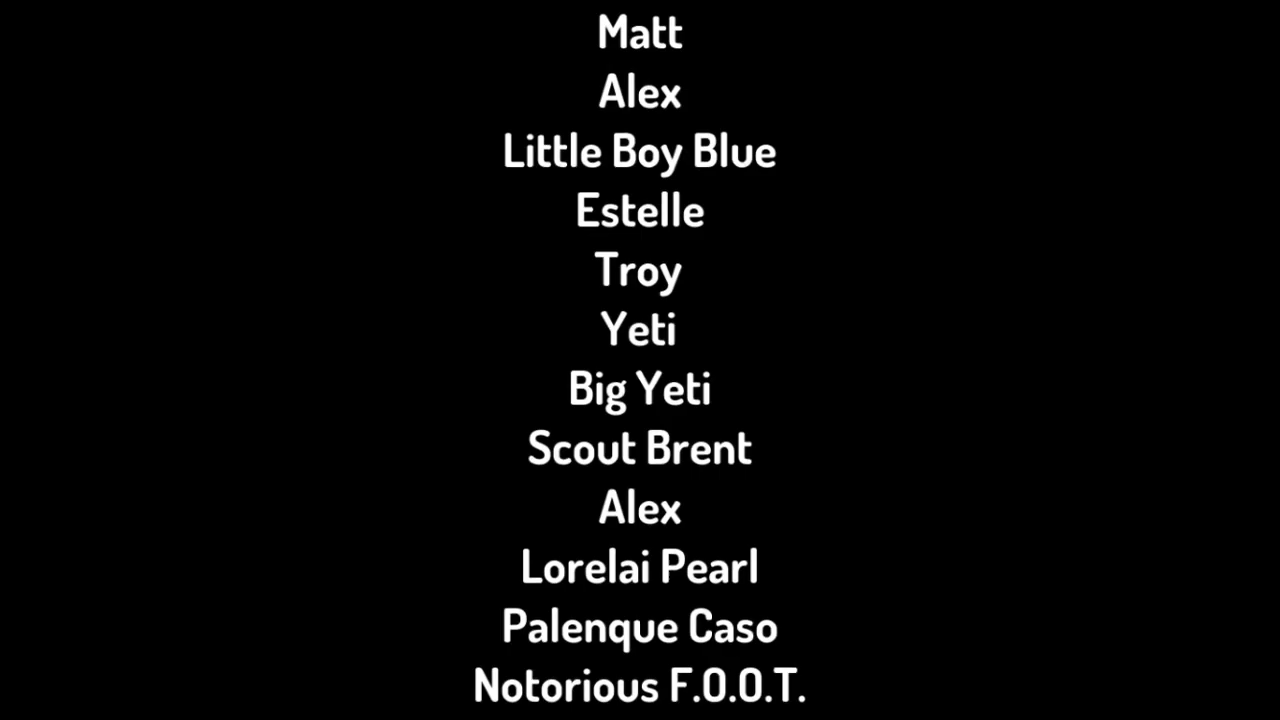 Matt
Alex
Little Boy Blue
Estelle
Troy
Yeti
Big Yeti
Scout Brent
Alex
Lorelai Pearl
Palenque Caso
Notorious F.O.O.T.